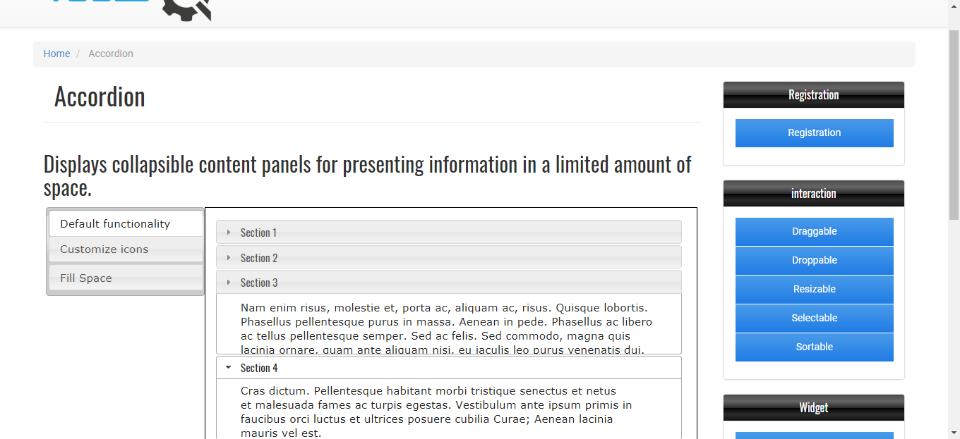 Home / Accordion
Accordion
Displays collapsible content panels for presenting information in a limited amount of
space.
Default functionality
Customize icons
Fill Space
Section 1
Section 2
Section 3
Nam enim risus, molestie et, porta ac, aliquam ac, risus. Quisque lobortis.
Phasellus pellentesque purus in massa. Aenean in pede. Phasellus ac libero
ac tellus pellentesque semper. Sed ac felis. Sed commodo, magna quis
lacinia ornare, quam ante aliquam nisi, eu iaculis leo purus venenatis dui.
Section 4
Cras dictum. Pellentesque habitant morbi tristique senectus et netus
et malesuada fames ac turpis egestas. Vestibulum ante ipsum primis in
faucibus orci luctus et ultrices posuere cubilia Curae; Aenean lacinia
mauris vel est.
Registration
Registration
interaction
Draggable
Droppable
Resizable
Selectable
Sortable
Widget